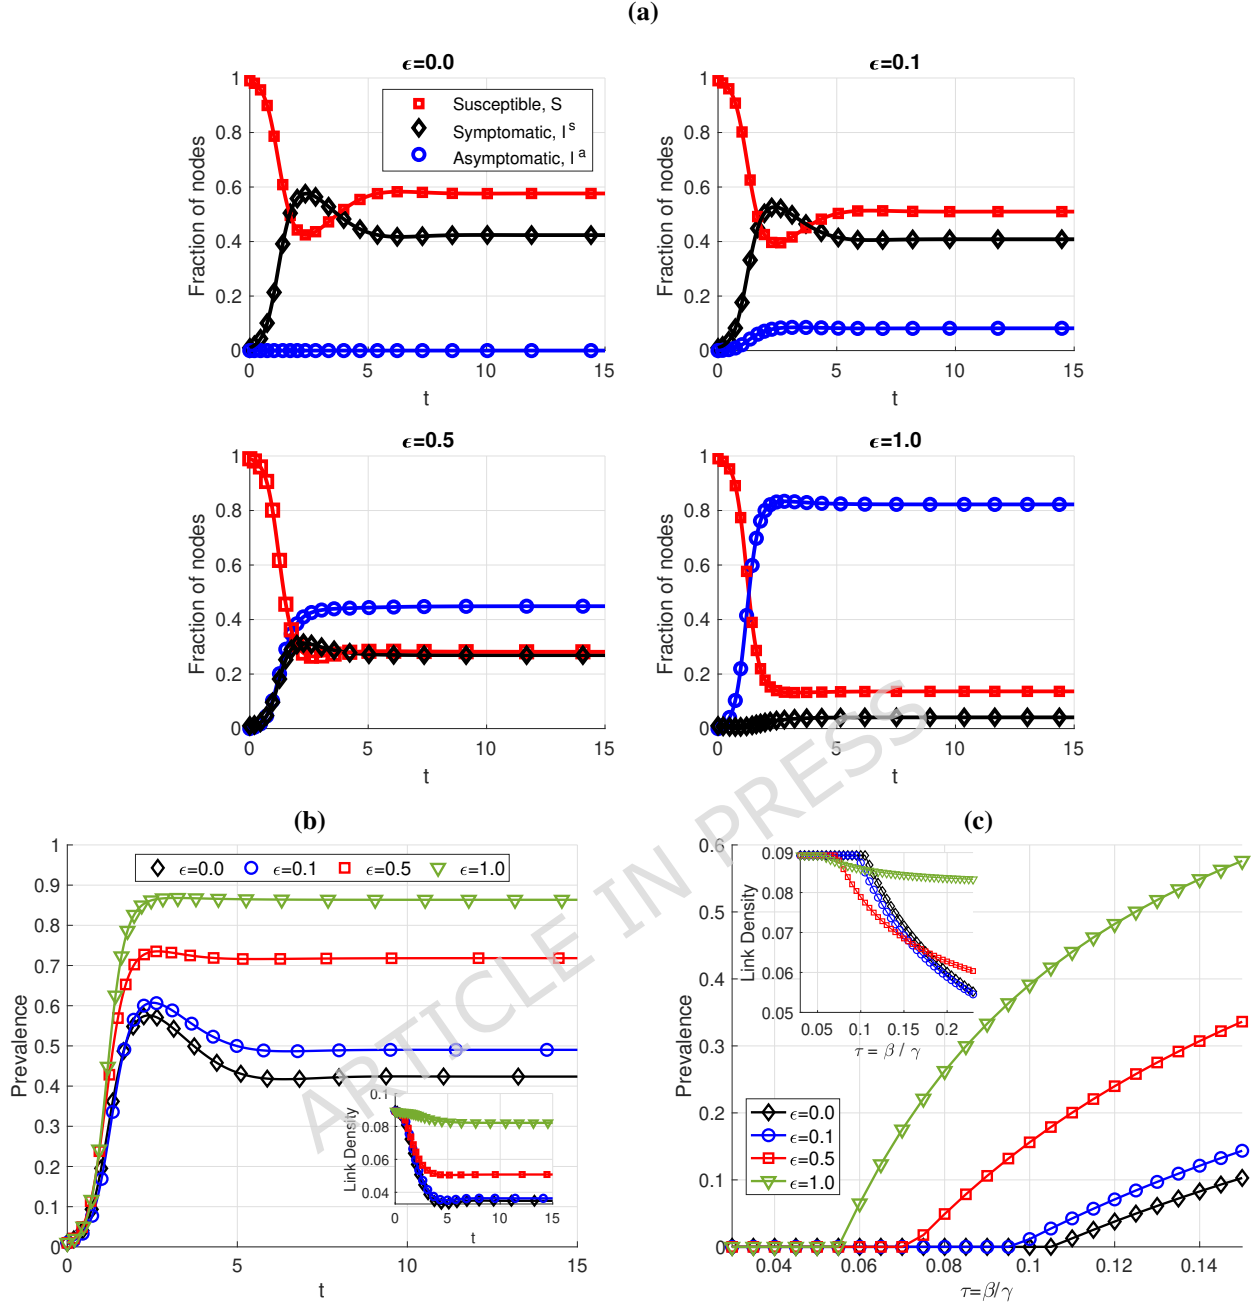 (a)
ϵ=0.0
1
0.8
0.6
0.4
0.2
0
0
5
10
15
Fraction of nodes
t
Susceptible, S
Symptomatic, I^s
Asymptomatic, I^a
ϵ=0.1
1
0.8
0.6
0.4
0.2
0
0
5
10
15
Fraction of nodes
t
ϵ=0.5
1
0.8
0.6
0.4
0.2
0
0
5
10
15
Fraction of nodes
t
ϵ=1.0
1
0.8
0.6
0.4
0.2
0
0
5
10
15
Fraction of nodes
t
(b)
1
0.9
0.8
0.7
0.6
0.5
0.4
0.3
0.2
0.1
0
0
5
10
15
Prevalence
t
ϵ=0.0 ϵ=0.1 ϵ=0.5 ϵ=1.0
0.1
0.08
0.06
0.04
0
5
10
15
Link Density
t
(c)
0.6
0.5
0.4
0.3
0.2
0.1
0
0.04
0.06
0.08
0.1
0.12
0.14
Prevalence
τ=β/γ
ϵ=0.0
ϵ=0.1
ϵ=0.5
ϵ=1.0
0.09
0.08
0.07
0.06
0.05
0.05
0.1
0.15
0.2
Link Density
τ = β / γ
ARTICLE IN PRESS